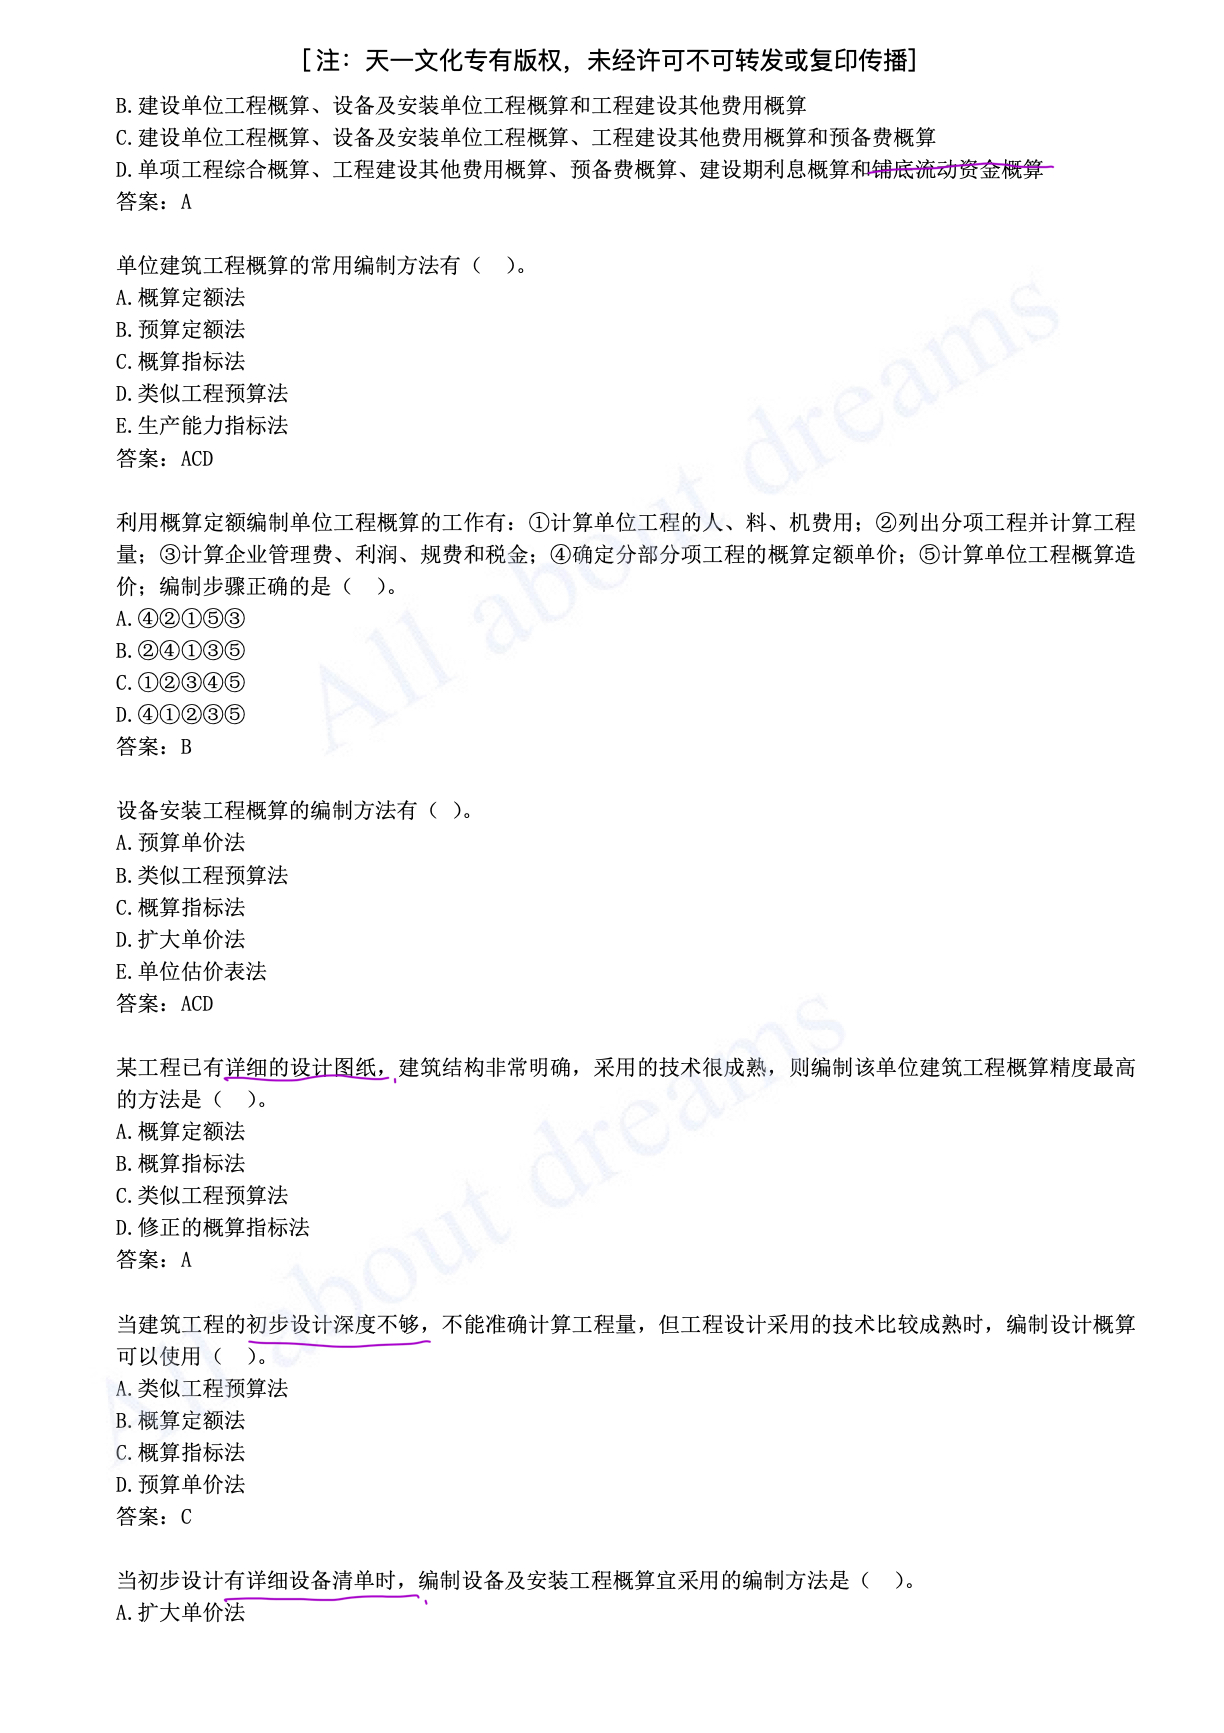 [注：天一文化专有版权，未经许可不可转发或复印传播]
B.建设单位工程概算、设备及安装单位工程概算和工程建设其他费用概算
C.建设单位工程概算、设备及安装单位工程概算、工程建设其他费用概算和预备费概算
D.单项工程综合概算、工程建设其他费用概算、预备费概算、建设期利息概算和铺底流动资金概算
答案：A
单位建筑工程概算的常用编制方法有（ ）。
A.概算定额法
B.预算定额法
C.概算指标法
D.类似工程预算法
E.生产能力指标法
答案：ACD
利用概算定额编制单位工程概算的工作有：①计算单位工程的人、料、机费用；②列出分项工程并计算工程
量；③计算企业管理费、利润、规费和税金；④确定分部分项工程的概算定额单价；⑤计算单位工程概算造
价；编制步骤正确的是（ ）。
A.④②①⑤③
B.②④①③⑤
C.①②③④⑤
D.④①②③⑤
答案：B
设备安装工程概算的编制方法有（ ）。
A.预算单价法
B.类似工程预算法
C.概算指标法
D.扩大单价法
E.单位估价表法
答案：ACD
某工程已有详细的设计图纸，建筑结构非常明确，采用的技术很成熟，则编制该单位建筑工程概算精度最高
的方法是（ ）。
A.概算定额法
B.概算指标法
C.类似工程预算法
D.修正的概算指标法
答案：A
当建筑工程的初步设计深度不够，不能准确计算工程量，但工程设计采用的技术比较成熟时，编制设计概算
可以使用（ ）。
A.类似工程预算法
B.概算定额法
C.概算指标法
D.预算单价法
答案：C
当初步设计有详细设备清单时，编制设备及安装工程概算宜采用的编制方法是（ ）。
A.扩大单价法
All about dreams
All about dreams